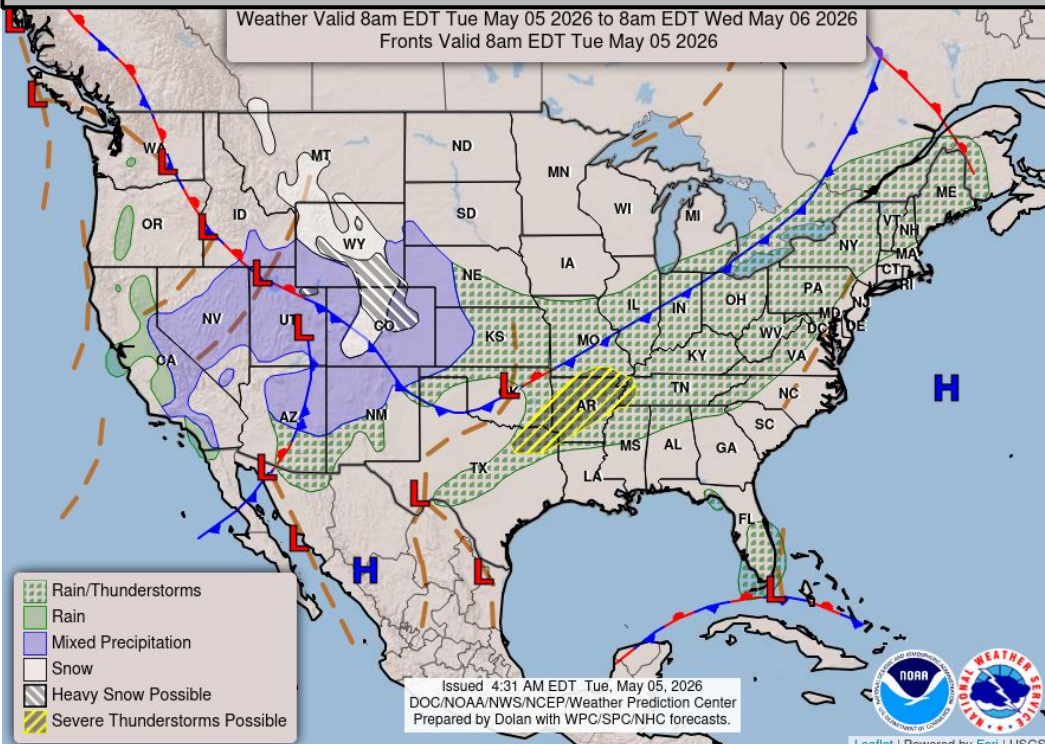 Weather Valid 8am EDT Tue May 05 2026 to 8am EDT Wed May 06 2026
Fronts Valid 8am EDT Tue May 05 2026
L
L
WA
L
MT
ND
MN
OR
ID
L
WY
SD
WI
MI
ME
VT
NH
NY
MA
CT
RI
L
NE
IA
NV
UT
L
CO
KS
IL
IN
OH
PA
NJ
MD
DE
DC
MO
WV
VA
KY
CA
L
H
AZ
NM
AR
TN
NC
SC
MS
AL
GA
TX
LA
L
L
FL
L
H
L
L
Rain/Thunderstorms
Rain
Mixed Precipitation
Snow
Heavy Snow Possible
Severe Thunderstorms Possible
Issued 4:31 AM EDT Tue, May 05, 2026
DOC/NOAA/NWS/NCEP/Weather Prediction Center
Prepared by Dolan with WPC/SPC/NHC forecasts.
NOAA
NATIONAL WEATHER SERVICE
Leaflet | Powered by Esri | USGS